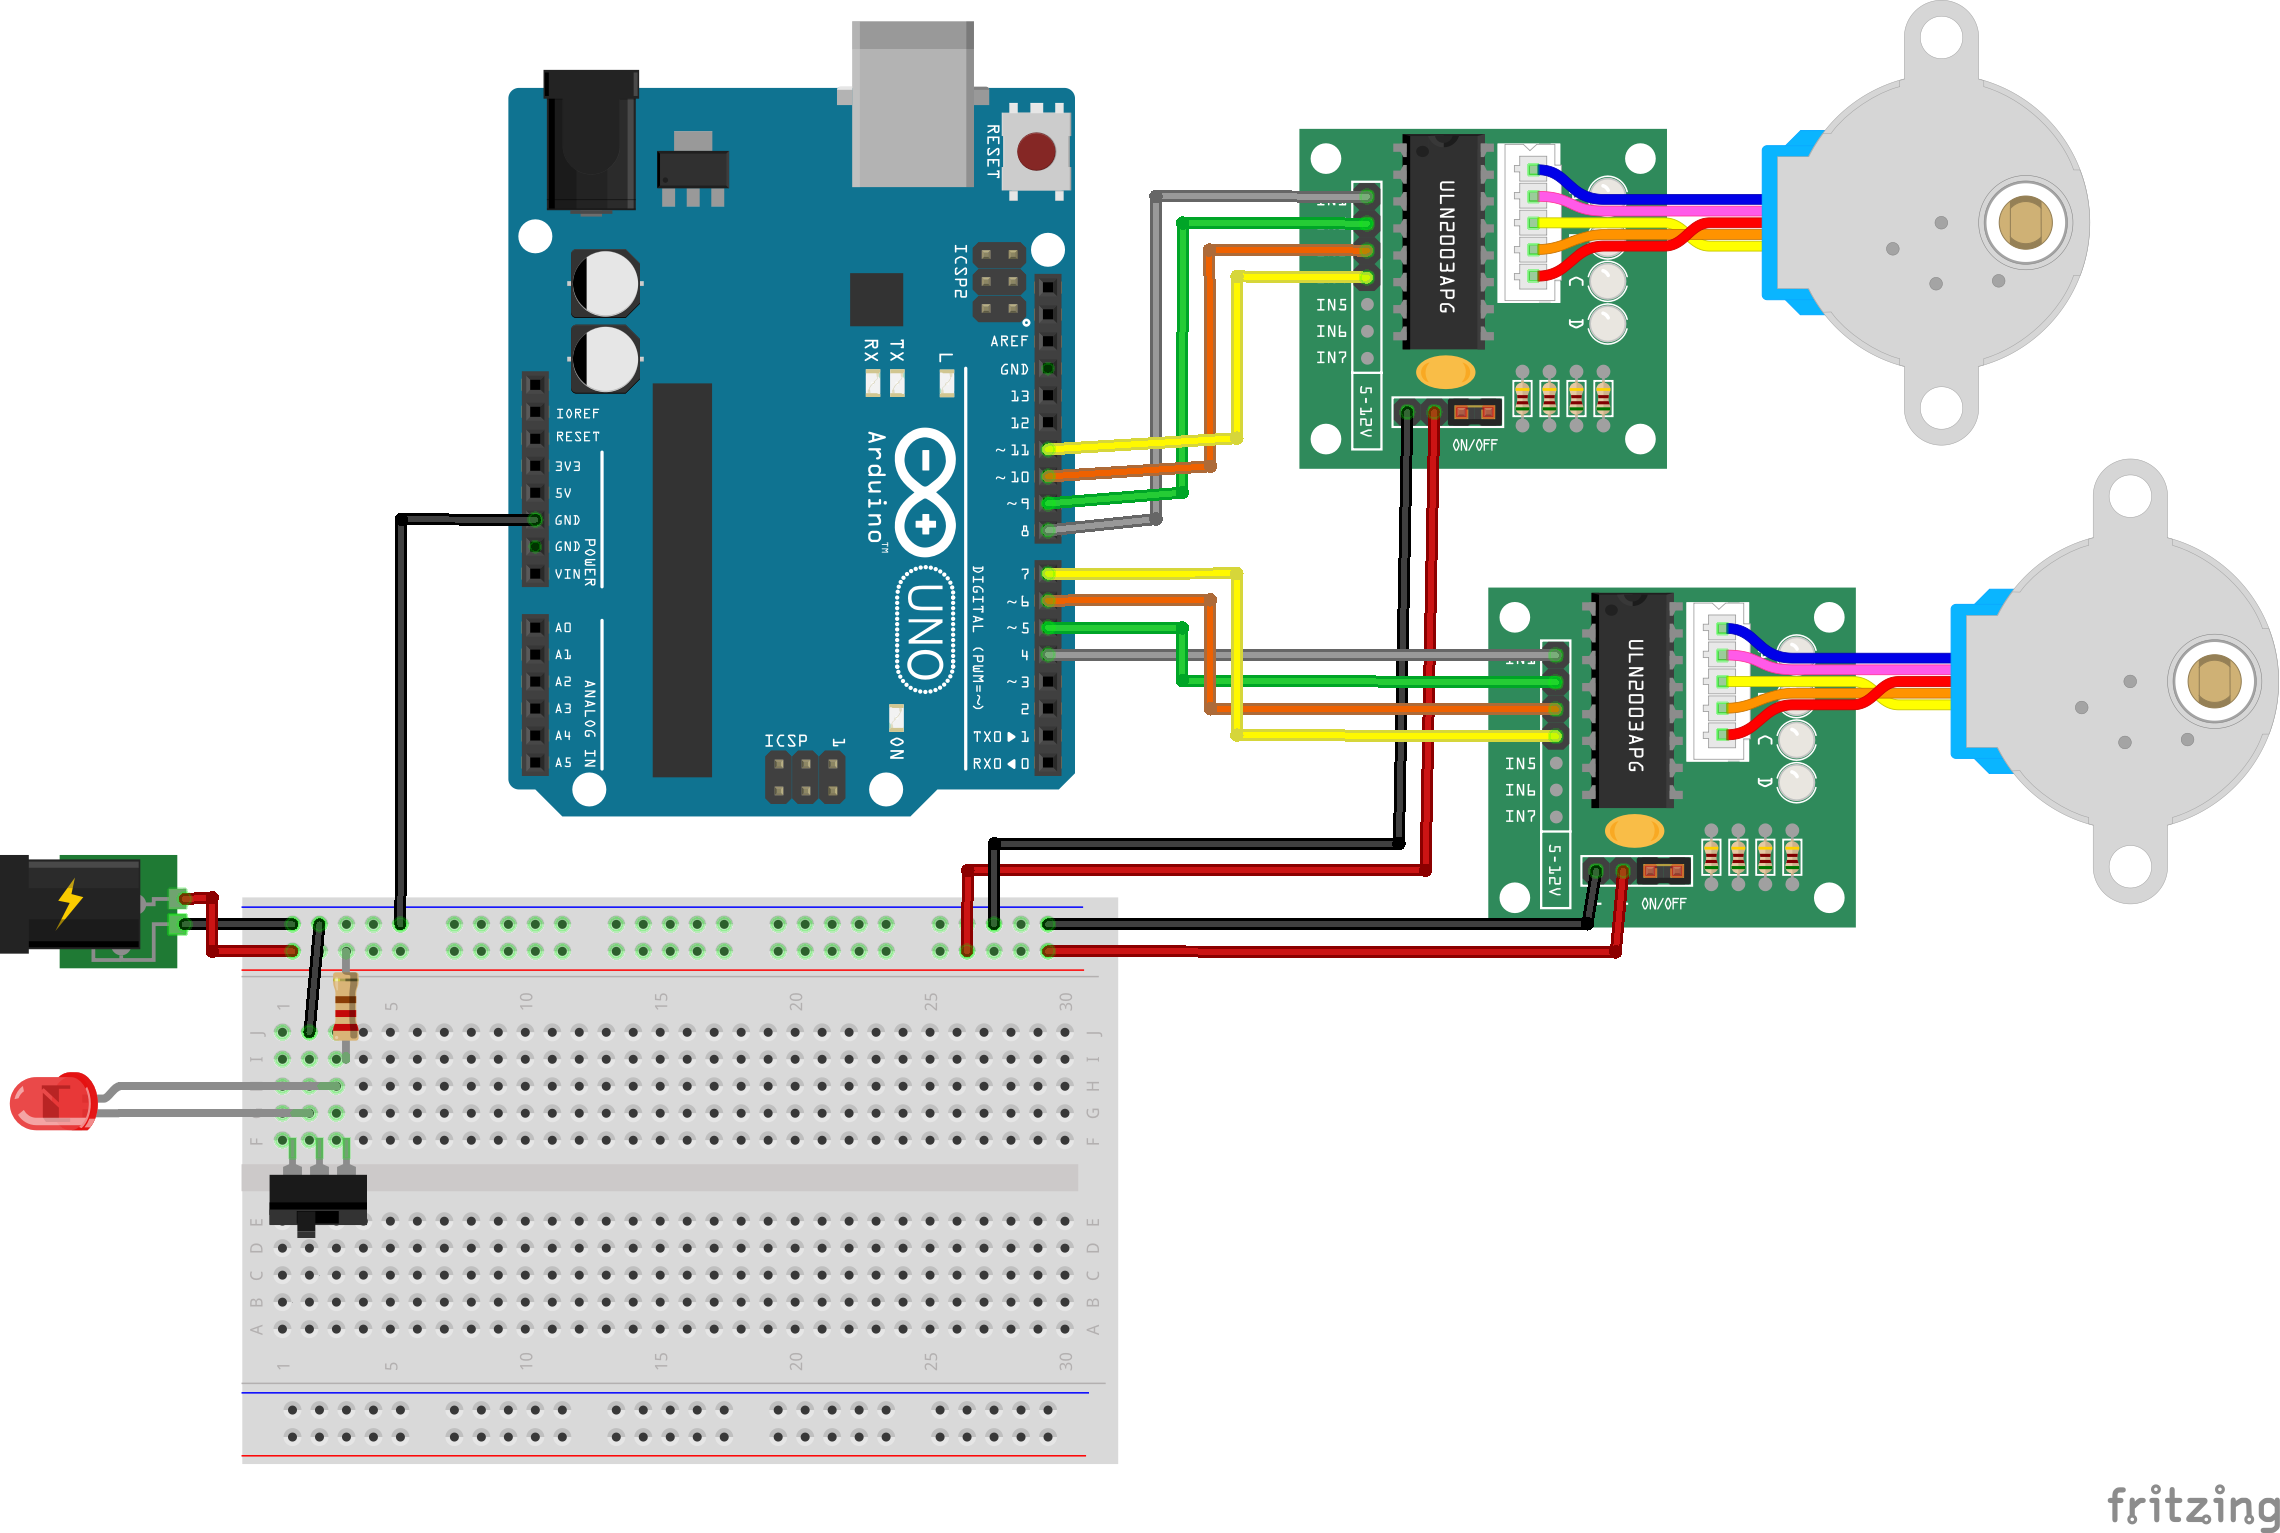 RESET
ICSP2
AREF
GND
13
12
~11
~10
~9
8
7
~6
~5
4
~3
2
TX0▶1
RX0◀0
DIGITAL (PWM=~)
RX
TX
L
Arduino™
UNO
IOREF
RESET
3V3
5V
GND
GND
VIN
POWER
A0
A1
A2
A3
A4
A5
ANALOG IN
ICSP
1
ON
ULN2003APG
IN5
IN6
IN7
5-12V
ON/OFF
C
D
ULN2003APG
IN1
IN5
IN6
IN7
5-12V
ON/OFF
C
D
1 5 10 15 20 25 30
J J
I I
H H
G G
F F
E E
D D
C C
B B
A A
1 5 10 15 20 25 30
fritzing